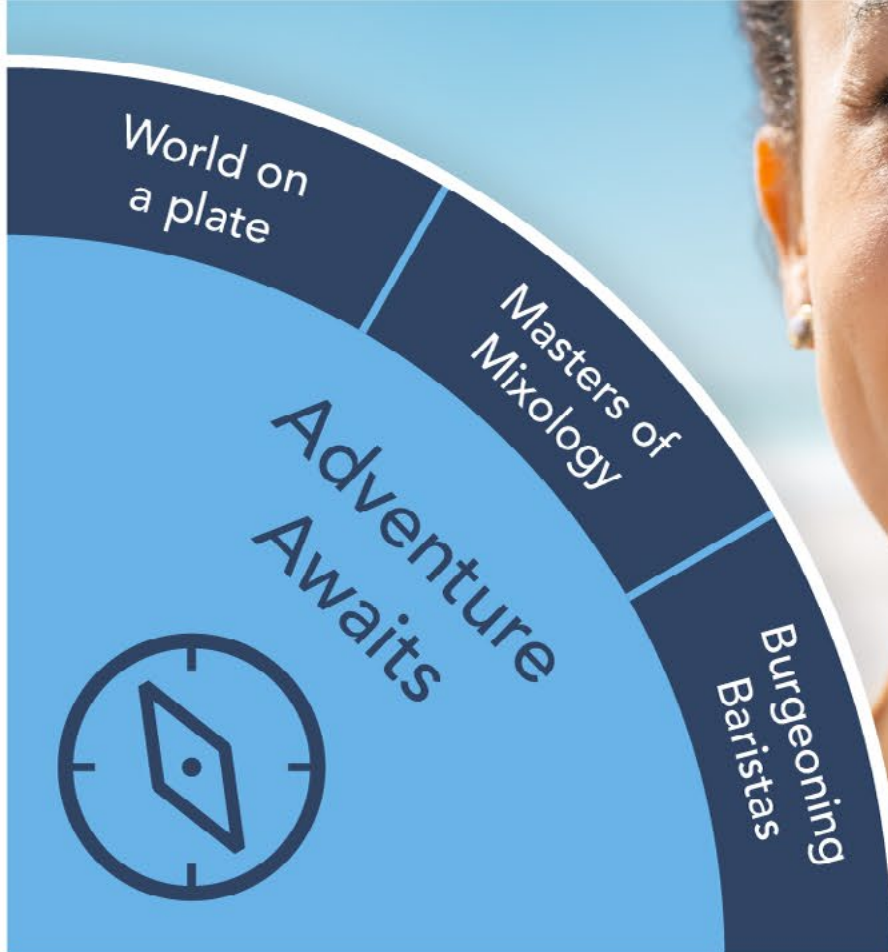 World on
a plate
Masters of
Mixology
Burgeoning
Baristas
Adventure
Awaits